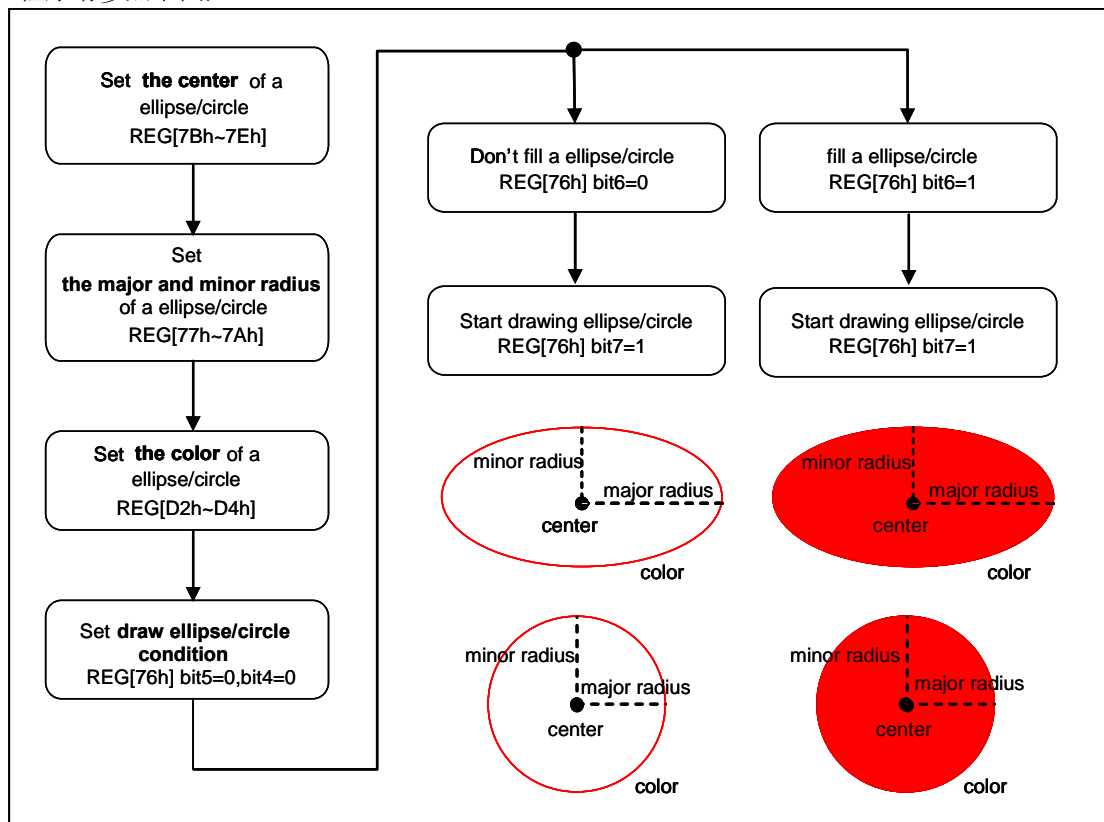 Set the center of a
ellipse/circle
REG[7Bh~7Eh]
Set
the major and minor radius
of a ellipse/circle
REG[77h~7Ah]
Set the color of a
ellipse/circle
REG[D2h~D4h]
Set draw ellipse/circle
condition
REG[76h] bit5=0,bit4=0
Don't fill a ellipse/circle
REG[76h] bit6=0
Start drawing ellipse/circle
REG[76h] bit7=1
fill a ellipse/circle
REG[76h] bit6=1
Start drawing ellipse/circle
REG[76h] bit7=1
minor radius
major radius
center
color
minor radius
major radius
center
color
minor radius
major radius
center
color
minor radius
major radius
center
color